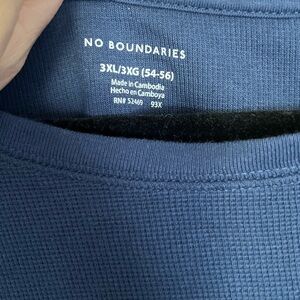 NO BOUNDARIES
3XL/3XG (54-56)
Made in Cambodia
Hecho en Camboya
RN# 52469 93X